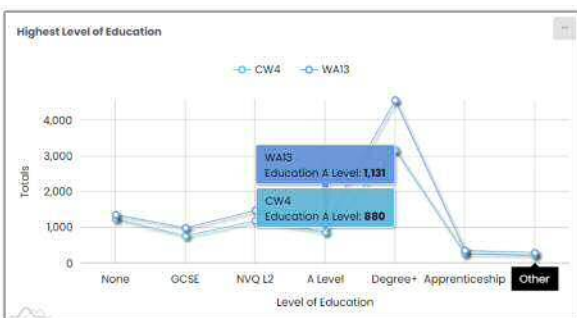 Highest Level of Education
CW4 WA13
Totals
4,000
3,000
2,000
1,000
0
WA13
Education A Level: 1,131
CW4
Education A Level: 880
None GCSE NVQ L2 A Level Degree+ Apprenticeship Other
Level of Education